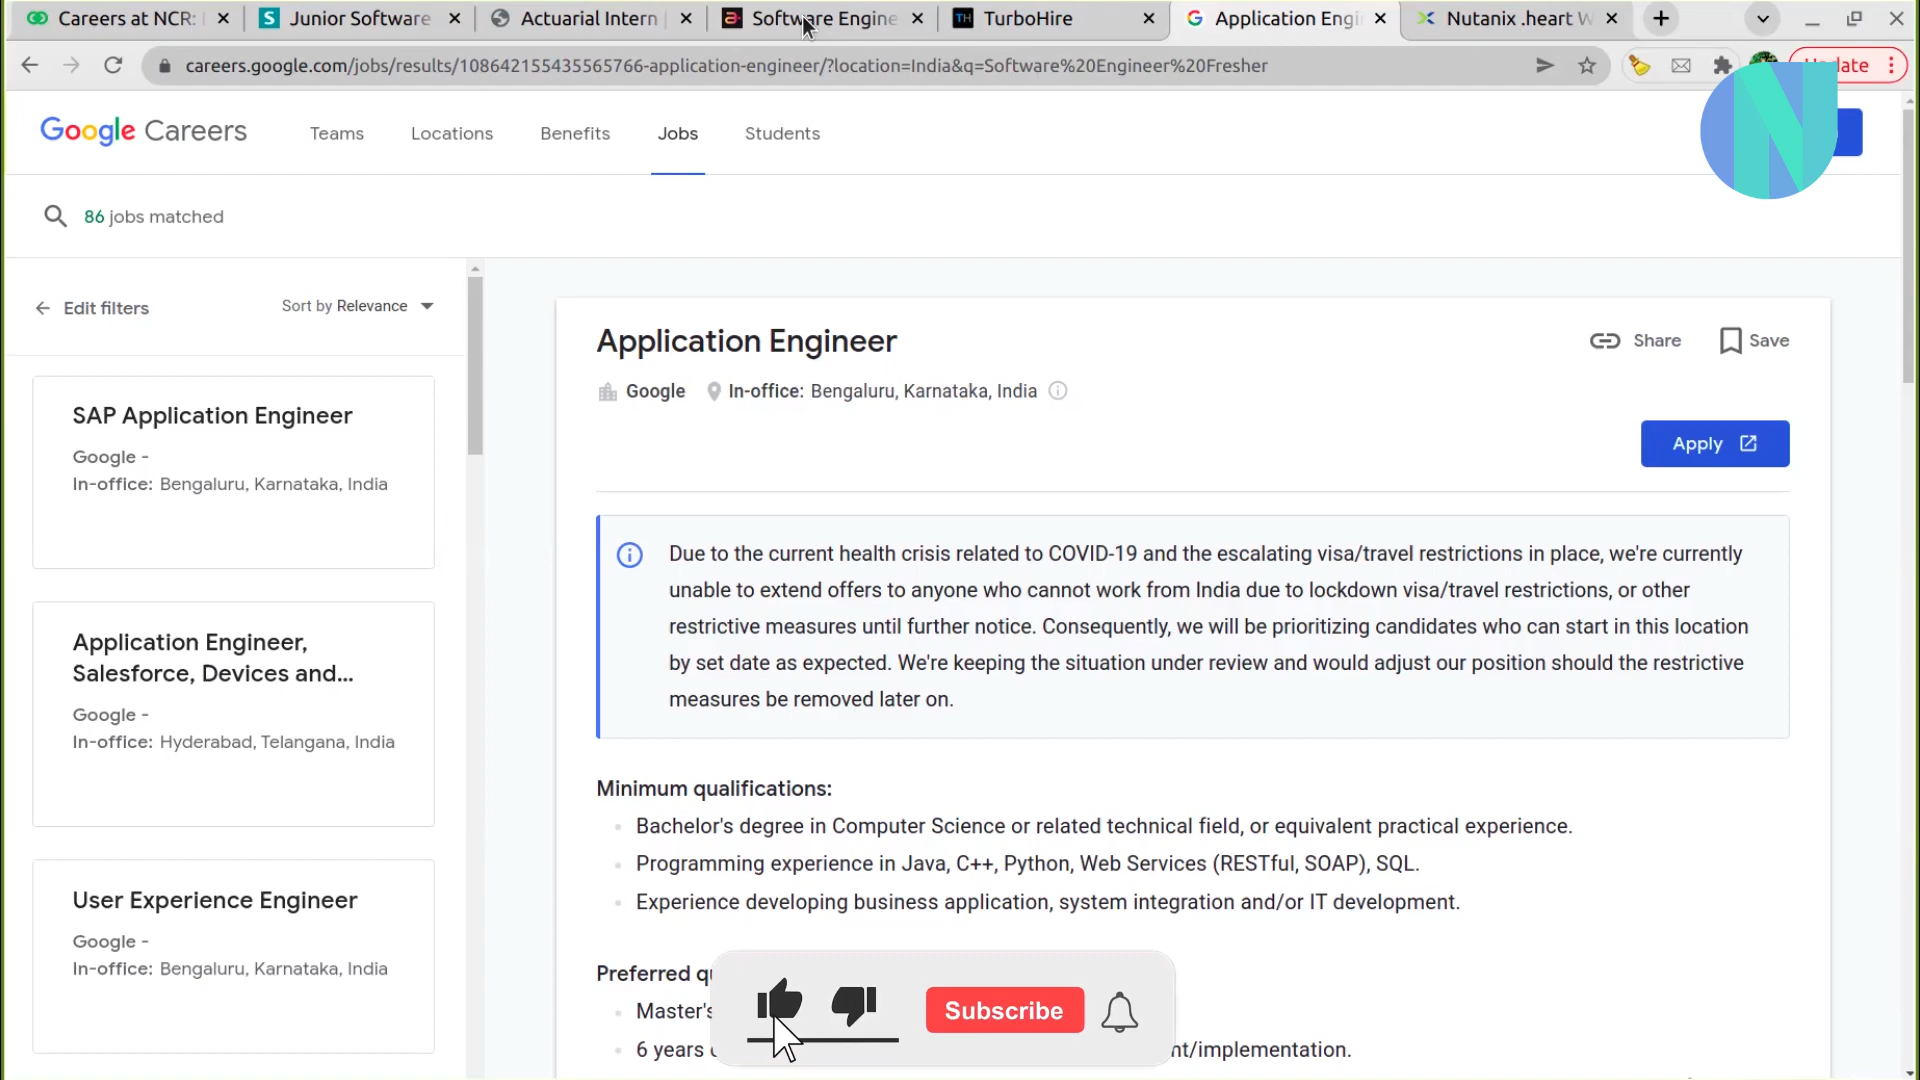 Careers at NCR:
Junior Software
Actuarial Intern
Software Engine
TurboHire
Application Engi
Nutanix .heart W
careers.google.com/jobs/results/108642155435565766-application-engineer/?location=India&q=Software%20Engineer%20Fresher
Google Careers
Teams
Locations
Benefits
Jobs
Students
86 jobs matched
Edit filters
Sort by Relevance
SAP Application Engineer
Google -
In-office: Bengaluru, Karnataka, India
Application Engineer,
Salesforce, Devices and...
Google -
In-office: Hyderabad, Telangana, India
User Experience Engineer
Google -
In-office: Bengaluru, Karnataka, India
Application Engineer
Share
Save
Google In-office: Bengaluru, Karnataka, India
Apply
Due to the current health crisis related to COVID-19 and the escalating visa/travel restrictions in place, we're currently
unable to extend offers to anyone who cannot work from India due to lockdown visa/travel restrictions, or other
restrictive measures until further notice. Consequently, we will be prioritizing candidates who can start in this location
by set date as expected. We're keeping the situation under review and would adjust our position should the restrictive
measures be removed later on.
Minimum qualifications:
Bachelor's degree in Computer Science or related technical field, or equivalent practical experience.
Programming experience in Java, C++, Python, Web Services (RESTful, SOAP), SQL.
Experience developing business application, system integration and/or IT development.
Preferred
Master's
6 years
nt/implementation.
Subscribe